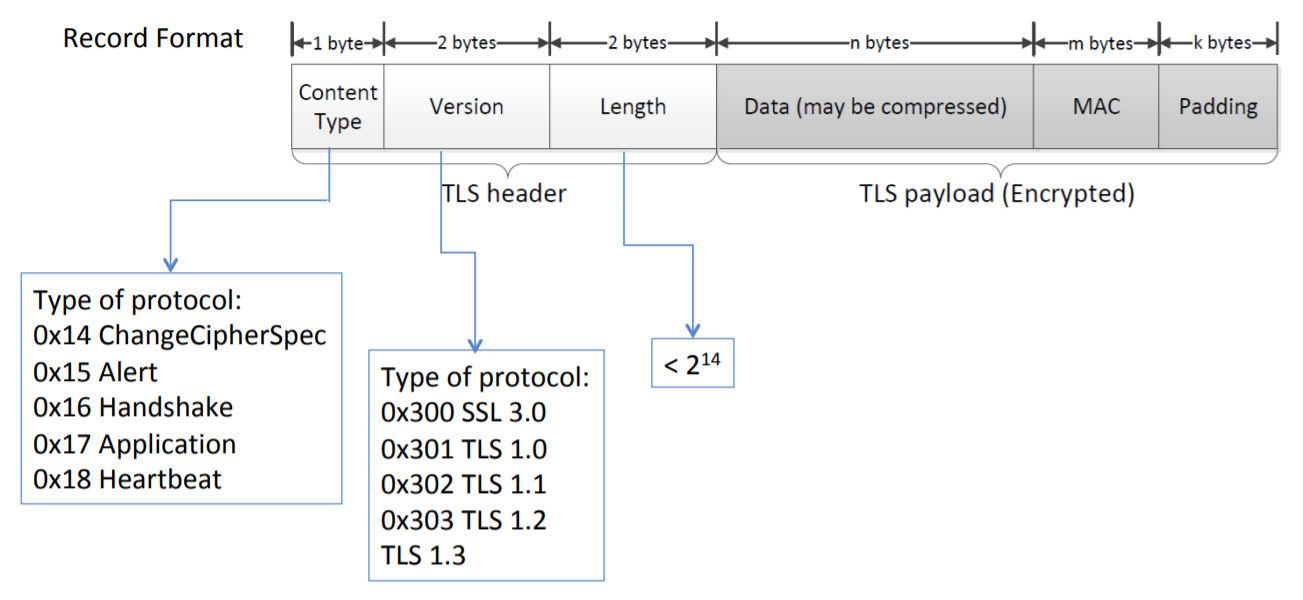 Record Format
1 byte
2 bytes
2 bytes
n bytes
m bytes
k bytes
Content
Type
Version
Length
Data (may be compressed)
MAC
Padding
TLS header
TLS payload (Encrypted)
Type of protocol:
0x14 ChangeCipherSpec
0x15 Alert
0x16 Handshake
0x17 Application
0x18 Heartbeat
Type of protocol:
0x300 SSL 3.0
0x301 TLS 1.0
0x302 TLS 1.1
0x303 TLS 1.2
TLS 1.3
< 2¹⁴